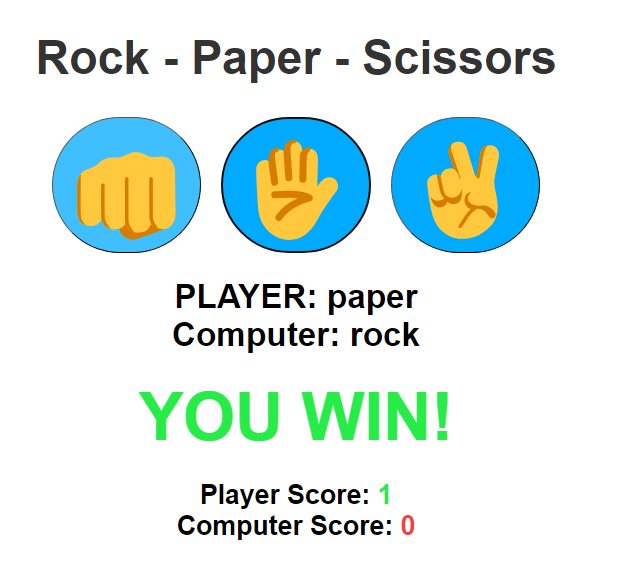 Rock - Paper - Scissors
PLAYER: paper
Computer: rock
YOU WIN!
Player Score: 1
Computer Score: 0